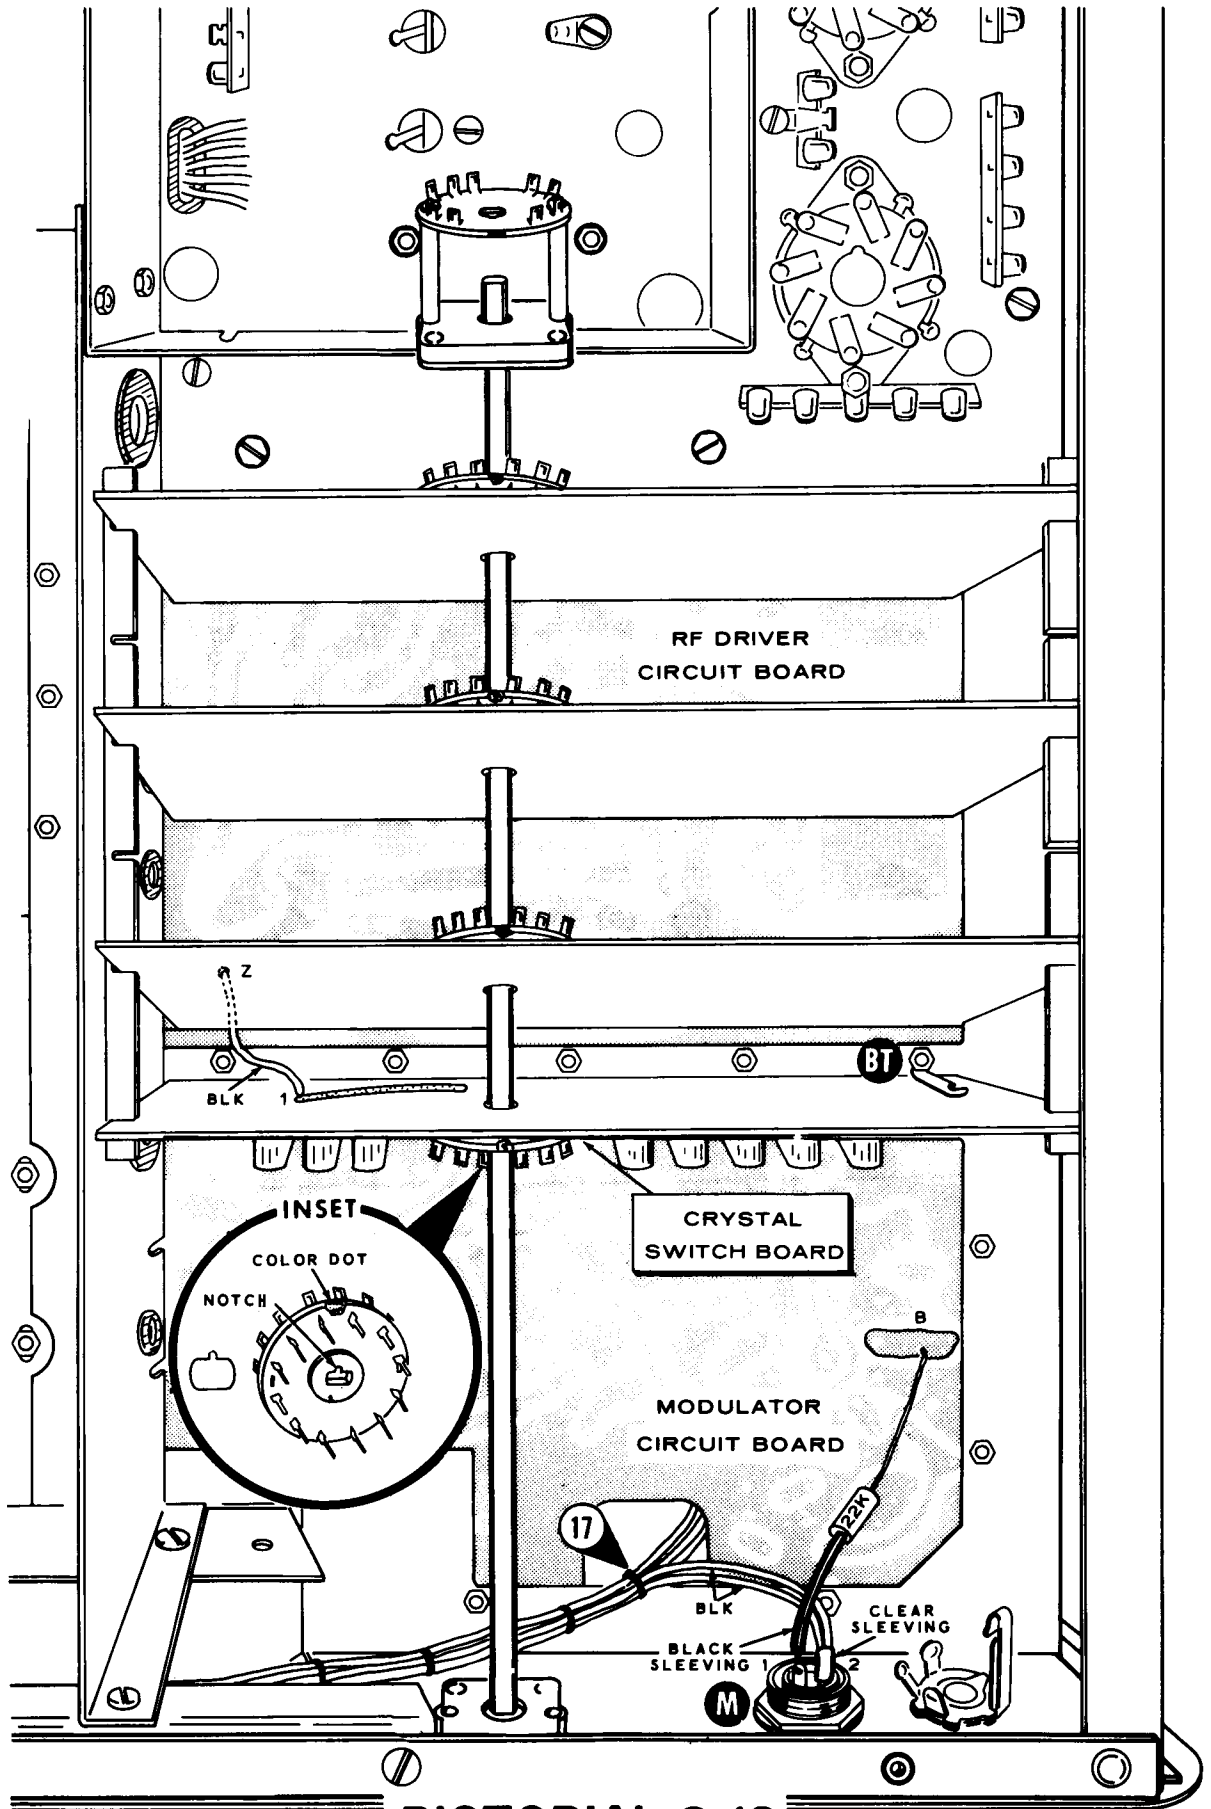 RF DRIVER
CIRCUIT BOARD
Z
BT
BLK 1
INSET
CRYSTAL
SWITCH BOARD
COLOR DOT
NOTCH
B
MODULATOR
CIRCUIT BOARD
22K
17
BLK
CLEAR
SLEEVING
BLACK
SLEEVING 1
2
M
PICTORIAL